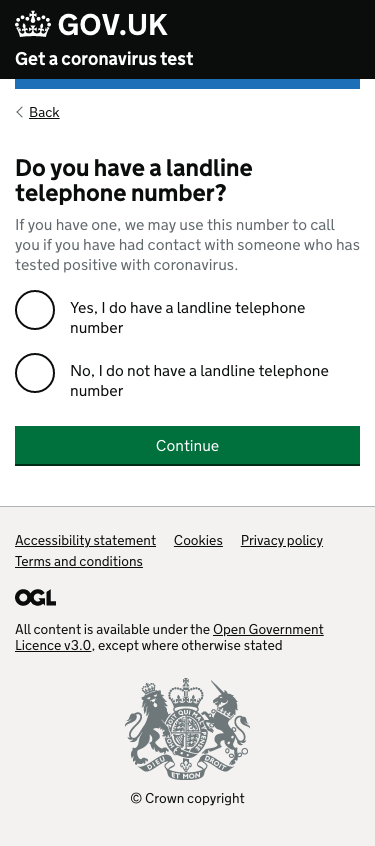 GOV.UK
Get a coronavirus test
Back
Do you have a landline
telephone number?
If you have one, we may use this number to call
you if you have had contact with someone who has
tested positive with coronavirus.
Yes, I do have a landline telephone
number
No, I do not have a landline telephone
number
Continue
Accessibility statement Cookies Privacy policy
Terms and conditions
OGL
All content is available under the Open Government
Licence v3.0, except where otherwise stated
DIEU ET MON
© Crown copyright